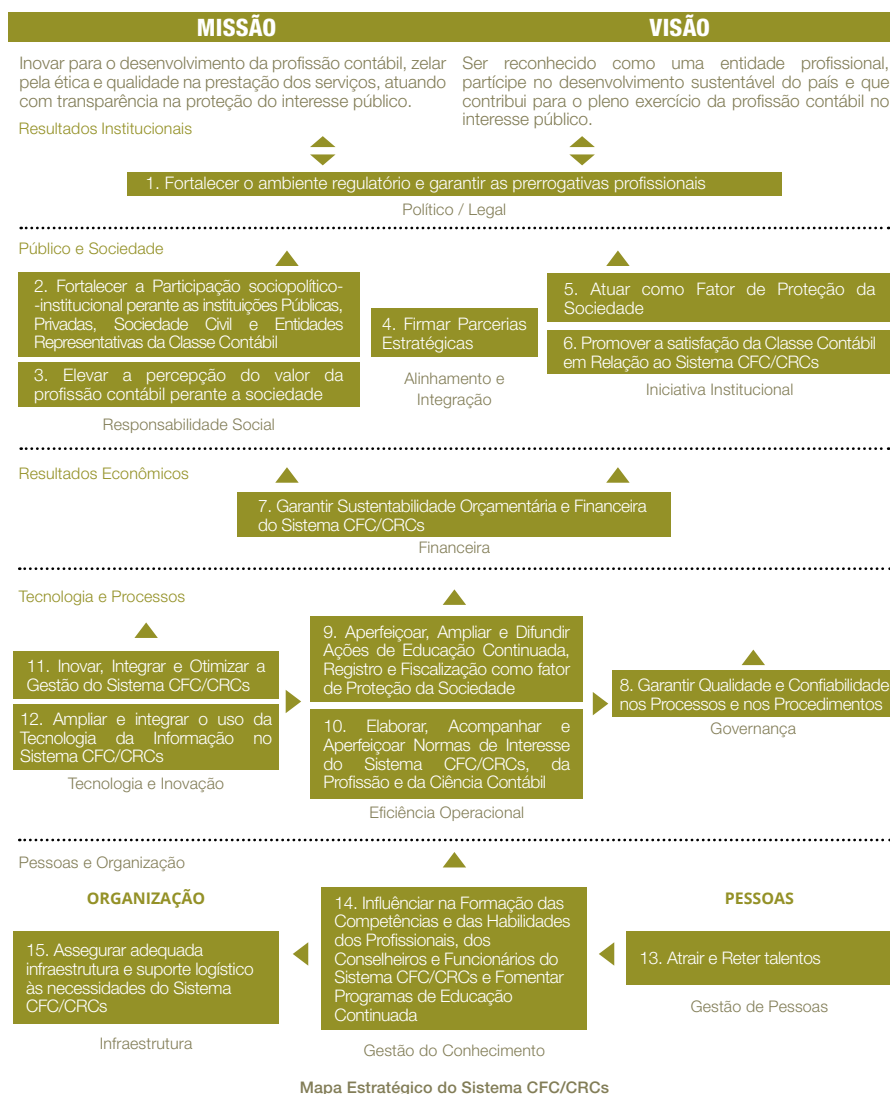 MISSÃO
VISÃO
Inovar para o desenvolvimento da profissão contábil, zelar
pela ética e qualidade na prestação dos serviços, atuando
com transparência na proteção do interesse público.
Ser reconhecido como uma entidade profissional,
partícipe no desenvolvimento sustentável do país e que
contribui para o pleno exercício da profissão contábil no
interesse público.
Resultados Institucionais
1. Fortalecer o ambiente regulatório e garantir as prerrogativas profissionais
Político / Legal
Público e Sociedade
2. Fortalecer a Participação sociopolítico-
-institucional perante as instituições Públicas,
Privadas, Sociedade Civil e Entidades
Representativas da Classe Contábil
3. Elevar a percepção do valor da
profissão contábil perante a sociedade
Responsabilidade Social
4. Firmar Parcerias
Estratégicas
Alinhamento e
Integração
5. Atuar como Fator de Proteção da
Sociedade
6. Promover a satisfação da Classe Contábil
em Relação ao Sistema CFC/CRCs
Iniciativa Institucional
Resultados Econômicos
7. Garantir Sustentabilidade Orçamentária e Financeira
do Sistema CFC/CRCs
Financeira
Tecnologia e Processos
11. Inovar, Integrar e Otimizar a
Gestão do Sistema CFC/CRCs
12. Ampliar e integrar o uso da
Tecnologia da Informação no
Sistema CFC/CRCs
Tecnologia e Inovação
9. Aperfeiçoar, Ampliar e Difundir
Ações de Educação Continuada,
Registro e Fiscalização como fator
de Proteção da Sociedade
10. Elaborar, Acompanhar e
Aperfeiçoar Normas de Interesse
do Sistema CFC/CRCs, da
Profissão e da Ciência Contábil
Eficiência Operacional
8. Garantir Qualidade e Confiabilidade
nos Processos e nos Procedimentos
Governança
Pessoas e Organização
ORGANIZAÇÃO
15. Assegurar adequada
infraestrutura e suporte logístico
às necessidades do Sistema
CFC/CRCs
Infraestrutura
14. Influênciar na Formação das
Competências e das Habilidades
dos Profissionais, dos
Conselheiros e Funcionários do
Sistema CFC/CRCs e Fomentar
Programas de Educação
Continuada
Gestão do Conhecimento
PESSOAS
13. Atrair e Reter talentos
Gestão de Pessoas
Mapa Estratégico do Sistema CFC/CRCs